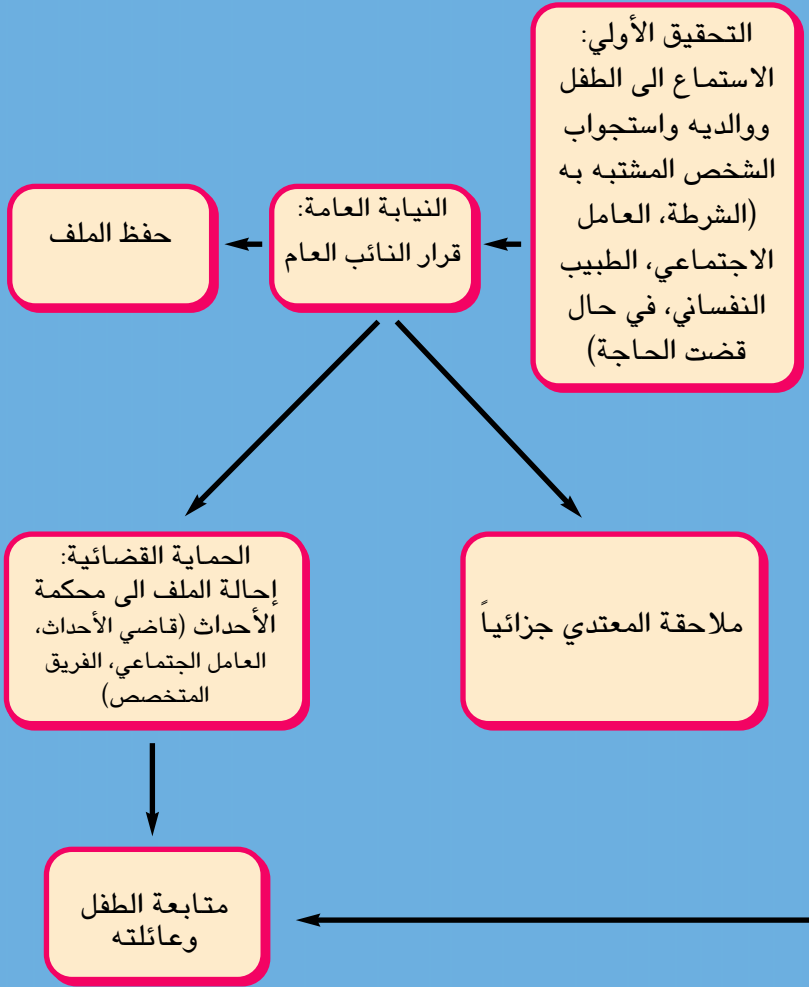 التحقيق الأولي:
الاستماع الى الطفل
ووالديه واستجواب
الشخص المشتبه به
(الشرطة، العامل
الاجتماعي، الطبيب
النفساني، في حال
قضت الحاجة)
النيابة العامة:
قرار النائب العام
حفظ الملف
ملاحقة المعتدي جزائياً
الحماية القضائية:
إحالة الملف الى محكمة
الأحداث (قاضي الأحداث،
العامل الجتماعي، الفريق
المتخصص)
متابعة الطفل
وعائلته